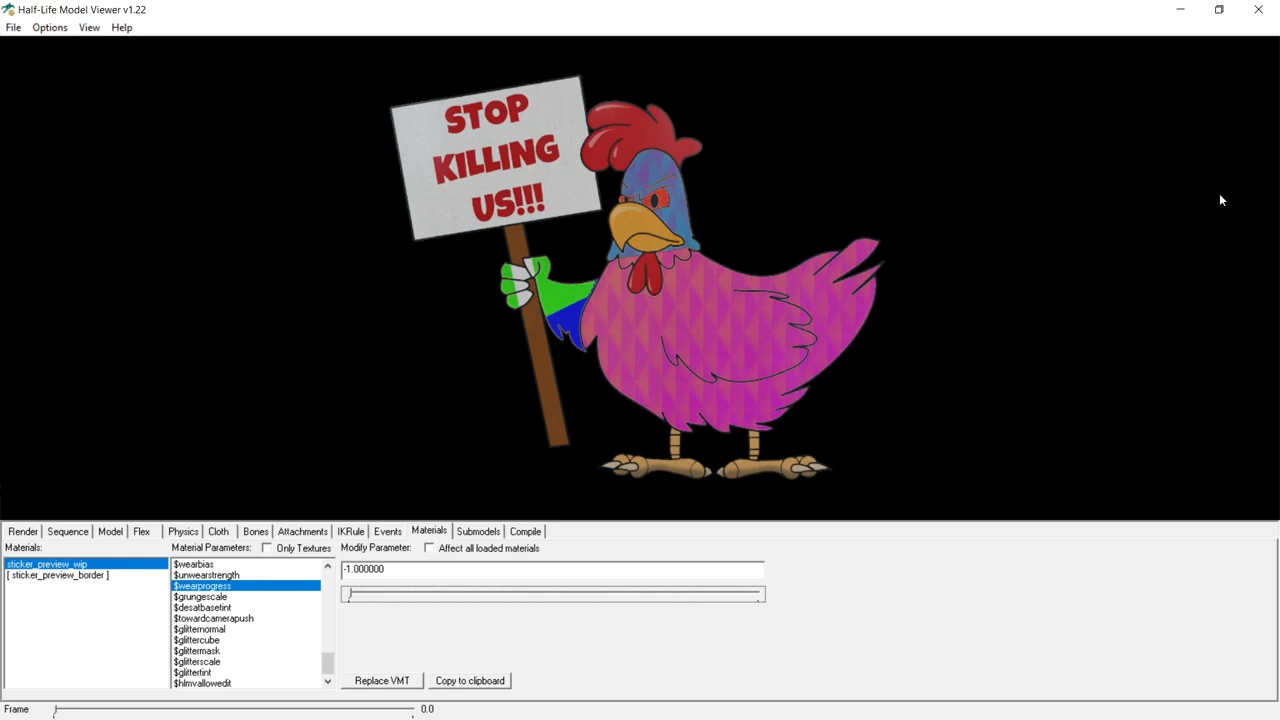 Half-Life Model Viewer v1.22
File Options View Help
STOP
KILLING
US!!!
Render Sequence Model Flex Physics Cloth Bones Attachments IKRule Events Materials Submodels Compile
Materials: Material Parameters: Only Textures Modify Parameter: Affect all loaded materials
sticker_preview_wip
[ sticker_preview_border ]
$wearbias
$unwearstrength
$wearprogress
$grungescale
$desatbasetint
$towardcamerapush
$glitternormal
$glittercube
$glittermask
$glitterscale
$glittertint
$hlmvallowedit
-1.000000
Replace VMT Copy to clipboard
Frame 0.0